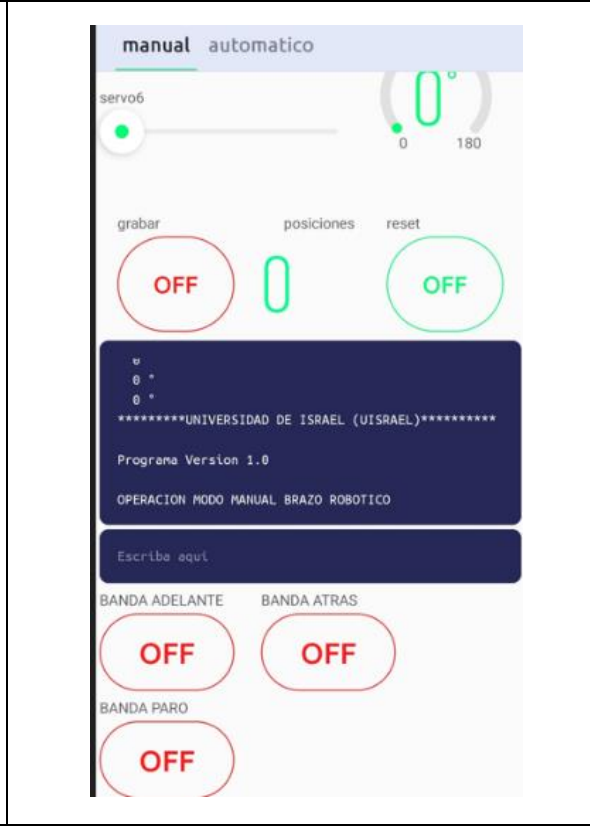 manual automatico
servo6
0°
0 180
grabar posiciones reset
OFF 0 OFF
0 °
0 °
*********UNIVERSIDAD DE ISRAEL (UISRAEL)**********
Programa Version 1.0
OPERACION MODO MANUAL BRAZO ROBOTICO
Escriba aquí
BANDA ADELANTE BANDA ATRAS
OFF OFF
BANDA PARO
OFF